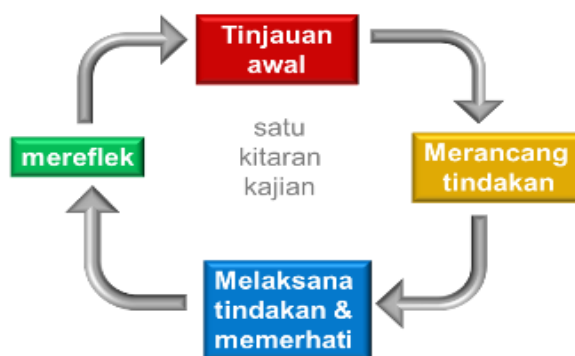 Tinjauan
awal
satu
kitaran
kajian
mereflek
Merancang
tindakan
Melaksana
tindakan &
memerhati